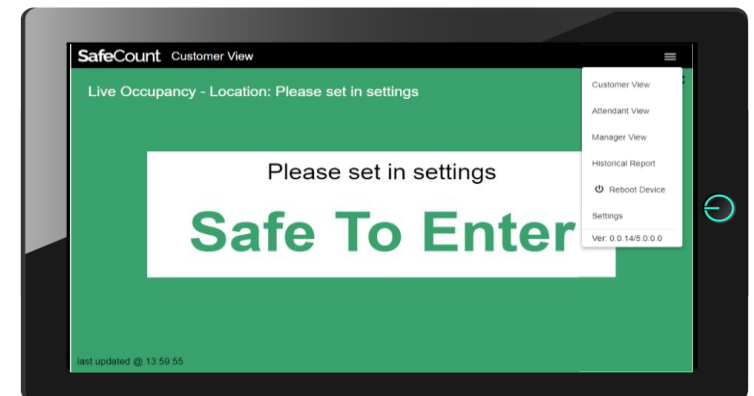 SafeCount Customer View
Live Occupancy - Location: Please set in settings
Please set in settings
Safe To Enter
last updated @ 13:59:55
Customer View
Attendant View
Manager View
Historical Report
Reboot Device
Settings
Ver: 0.0.14/5.0.0.0